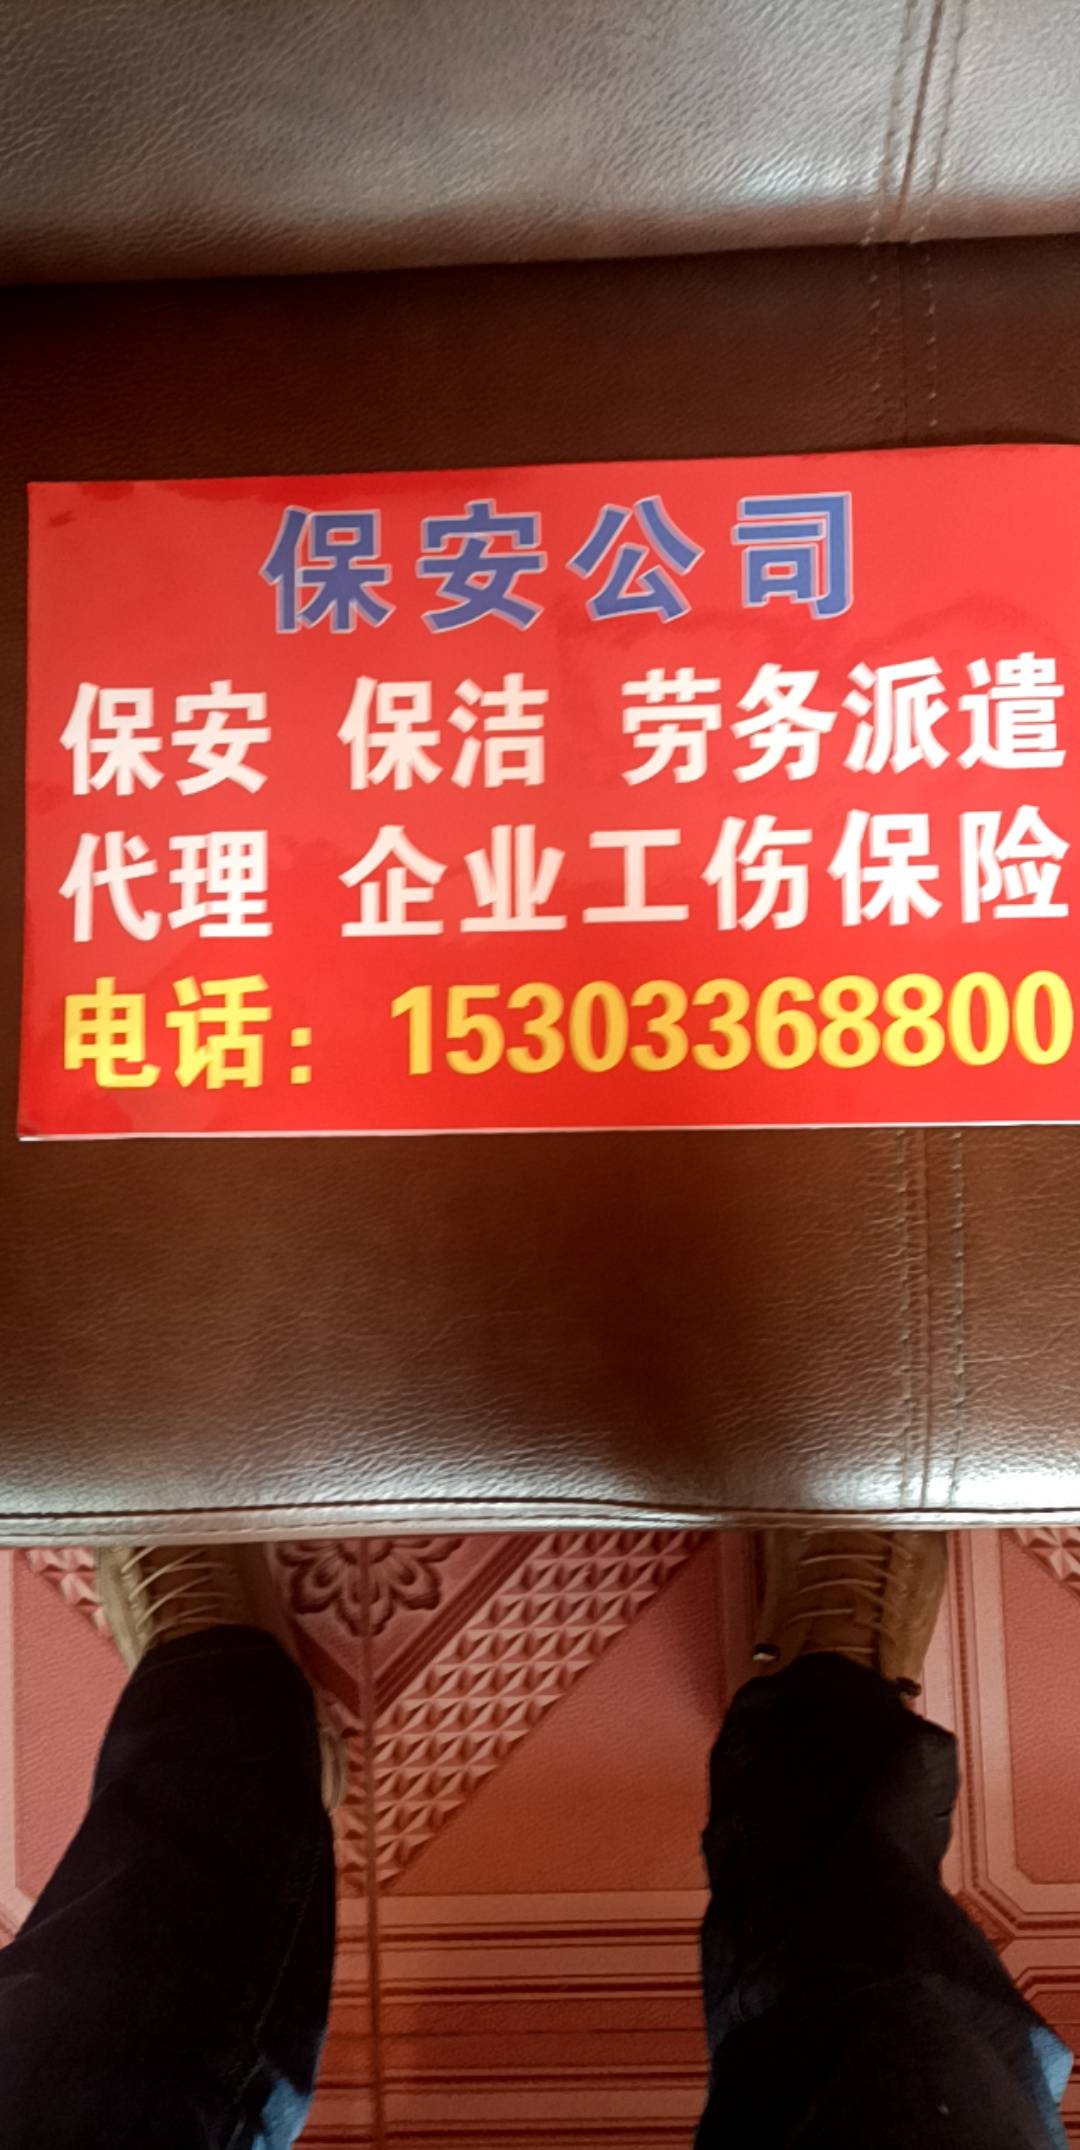 保安公司
保安 保洁 劳务派遣
代理 企业工伤保险
电话：15303368800